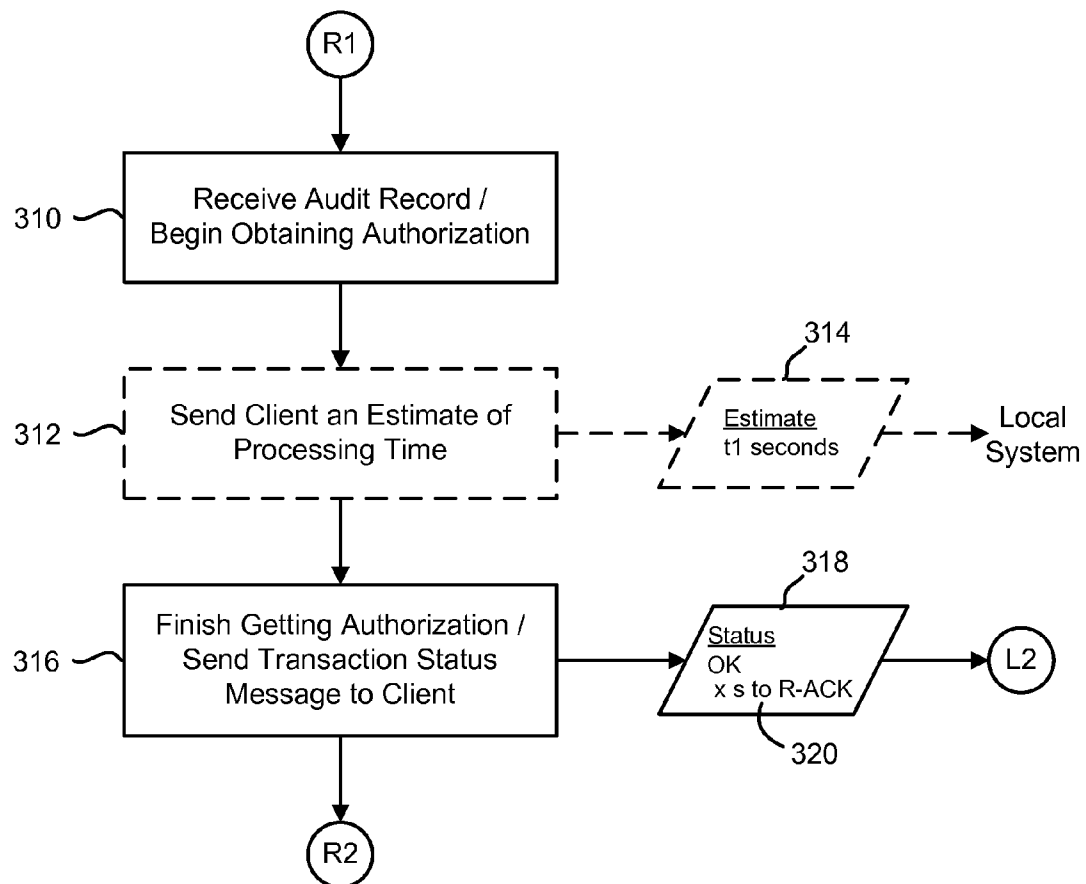 R1
310
Receive Audit Record /
Begin Obtaining Authorization
314
312
Send Client an Estimate of
Processing Time
Estimate
t1 seconds
Local
System
318
316
Finish Getting Authorization /
Send Transaction Status
Message to Client
Status
OK
x s to R-ACK
L2
320
R2